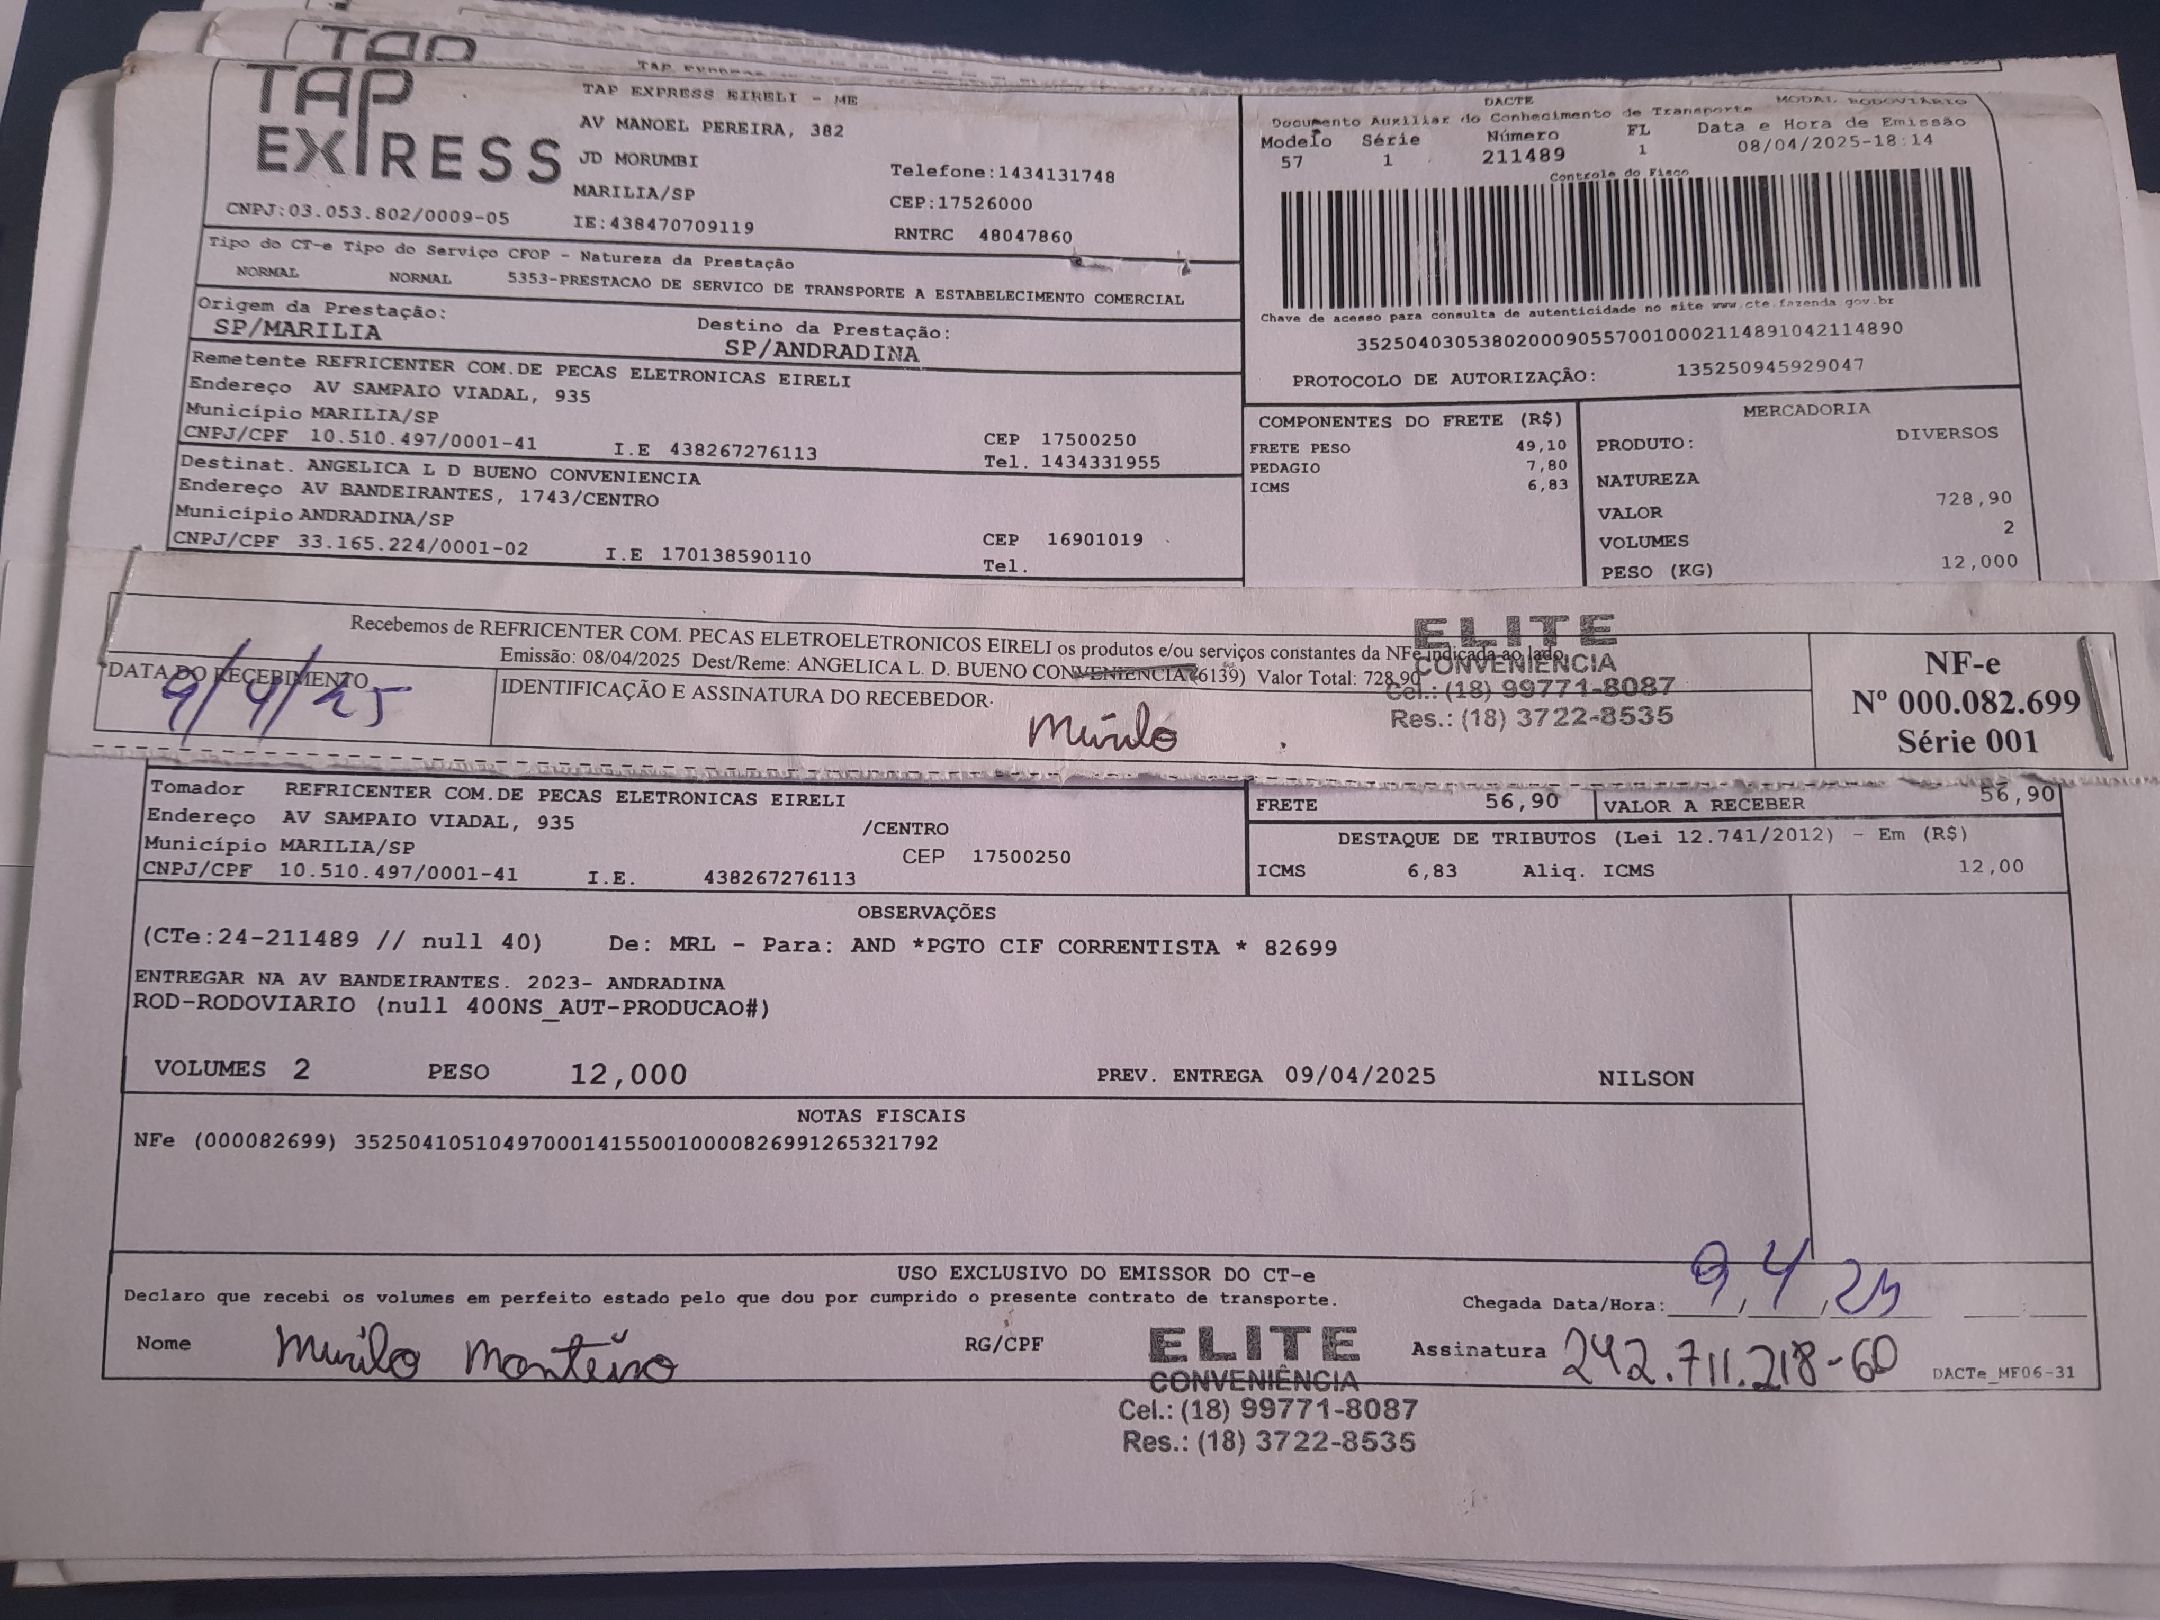 TAP
TAP EXPRESS
TAP EXPRESS EIRELI - ME
AV MANOEL PEREIRA, 382
JD MORUMBI
MARILIA/SP
Telefone:1434131748
CEP:17526000
CNPJ:03.053.802/0009-05
IE:438470709119
RNTRC 48047860
DACTE
MODAL RODOVIÁRIO
Documento Auxiliar do Conhecimento de Transporte
Modelo Série Número FL Data e Hora de Emissão
57 1 211489 1 08/04/2025-18:14
Controle do Fisco
Chave de acesso para consulta de autenticidade no site www.cte.fazenda gov.br
35250403053802000905570010002114891042114890
PROTOCOLO DE AUTORIZAÇÃO: 135250945929047
Tipo do CT-e Tipo do Serviço CFOP - Natureza da Prestação
NORMAL NORMAL 5353-PRESTACAO DE SERVICO DE TRANSPORTE A ESTABELECIMENTO COMERCIAL
Origem da Prestação: Destino da Prestação:
SP/MARILIA SP/ANDRADINA
Remetente REFRICENTER COM.DE PECAS ELETRONICAS EIRELI
Endereço AV SAMPAIO VIADAL, 935
Município MARILIA/SP
CEP 17500250
CNPJ/CPF 10.510.497/0001-41 I.E 438267276113 Tel. 1434331955
Destinat. ANGELICA L D BUENO CONVENIENCIA
Endereço AV BANDEIRANTES, 1743/CENTRO
Município ANDRADINA/SP
CEP 16901019
CNPJ/CPF 33.165.224/0001-02 I.E 170138590110 Tel.
COMPONENTES DO FRETE (R$)
FRETE PESO 49,10
PEDAGIO 7,80
ICMS 6,83
MERCADORIA
PRODUTO: DIVERSOS
NATUREZA
VALOR 728,90
VOLUMES 2
PESO (KG) 12,000
Recebemos de REFRICENTER COM. PECAS ELETROELETRONICOS EIRELI os produtos e/ou serviços constantes da NFe indicada ao lado
Emissão: 08/04/2025 Dest/Reme: ANGELICA L. D. BUENO CONVENIENCIA (6139) Valor Total: 728,90
DATA DO RECEBIMENTO
9/4/25
IDENTIFICAÇÃO E ASSINATURA DO RECEBEDOR
Murilo
ELITE
CONVENIÊNCIA
Cel.: (18) 99771-8087
Res.: (18) 3722-8535
NF-e
Nº 000.082.699
Série 001
Tomador REFRICENTER COM.DE PECAS ELETRONICAS EIRELI
Endereço AV SAMPAIO VIADAL, 935 /CENTRO
Município MARILIA/SP CEP 17500250
CNPJ/CPF 10.510.497/0001-41 I.E. 438267276113
FRETE 56,90 VALOR A RECEBER 56,90
DESTAQUE DE TRIBUTOS (Lei 12.741/2012) - Em (R$)
ICMS 6,83 Aliq. ICMS 12,00
OBSERVAÇÕES
(CTe:24-211489 // null 40) De: MRL - Para: AND *PGTO CIF CORRENTISTA * 82699
ENTREGAR NA AV BANDEIRANTES. 2023- ANDRADINA
ROD-RODOVIARIO (null 400NS_AUT-PRODUCAO#)
VOLUMES 2 PESO 12,000 PREV. ENTREGA 09/04/2025 NILSON
NOTAS FISCAIS
NFe (000082699) 35250410510497000141550010000826991265321792
USO EXCLUSIVO DO EMISSOR DO CT-e
Declaro que recebi os volumes em perfeito estado pelo que dou por cumprido o presente contrato de transporte.
Chegada Data/Hora: 9/4/25 :
Nome Murilo Monteiro RG/CPF Assinatura 242.711.218-60
DACTe_MF06-31
ELITE
CONVENIÊNCIA
Cel.: (18) 99771-8087
Res.: (18) 3722-8535